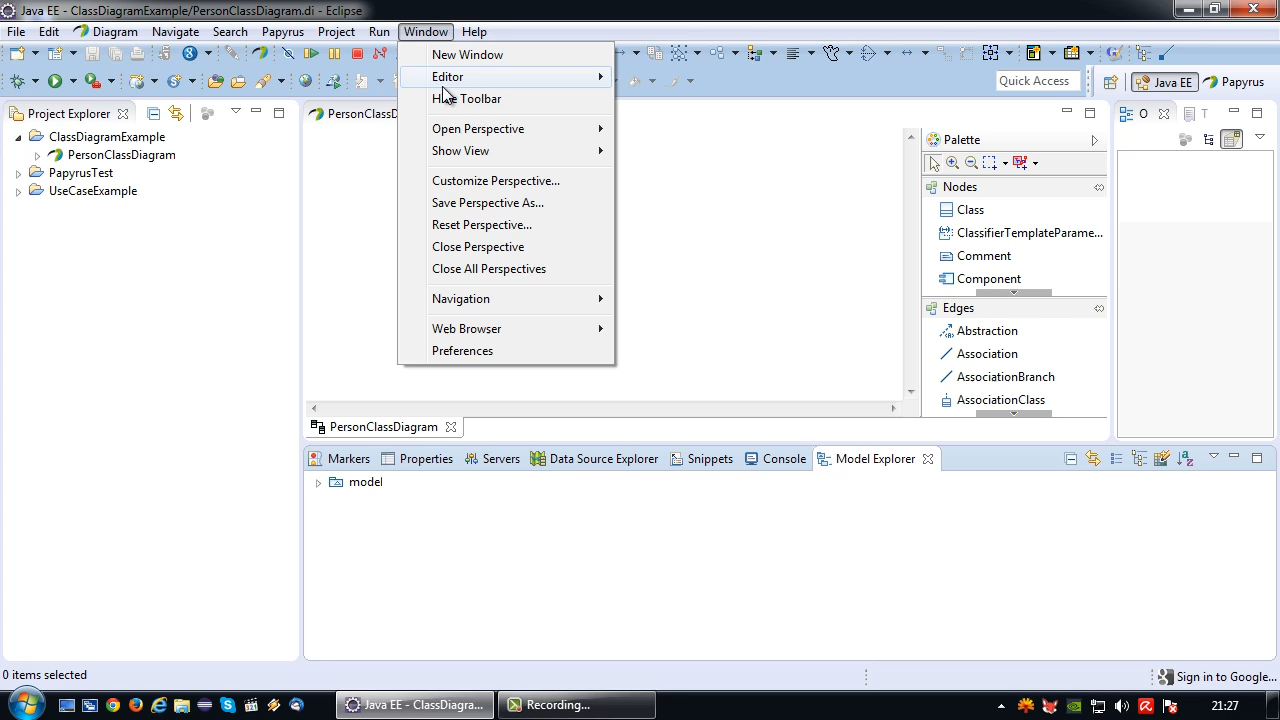 Java EE - ClassDiagramExample/PersonClassDiagram.di - Eclipse
File Edit Diagram Navigate Search Papyrus Project Run Window Help
New Window
Editor
Toolbar
Open Perspective
Show View
Customize Perspective...
Save Perspective As...
Reset Perspective...
Close Perspective
Close All Perspectives
Navigation
Web Browser
Preferences
Quick Access
Java EE
Papyrus
Project Explorer
ClassDiagramExample
PersonClassDiagram
PapyrusTest
UseCaseExample
PersonClassD
Palette
Nodes
Class
ClassifierTemplateParame...
Comment
Component
Edges
Abstraction
Association
AssociationBranch
AssociationClass
O
T
PersonClassDiagram
Markers Properties Servers Data Source Explorer Snippets Console Model Explorer
model
0 items selected
Sign in to Google...
Java EE - ClassDiagra...
Recording...
21:27